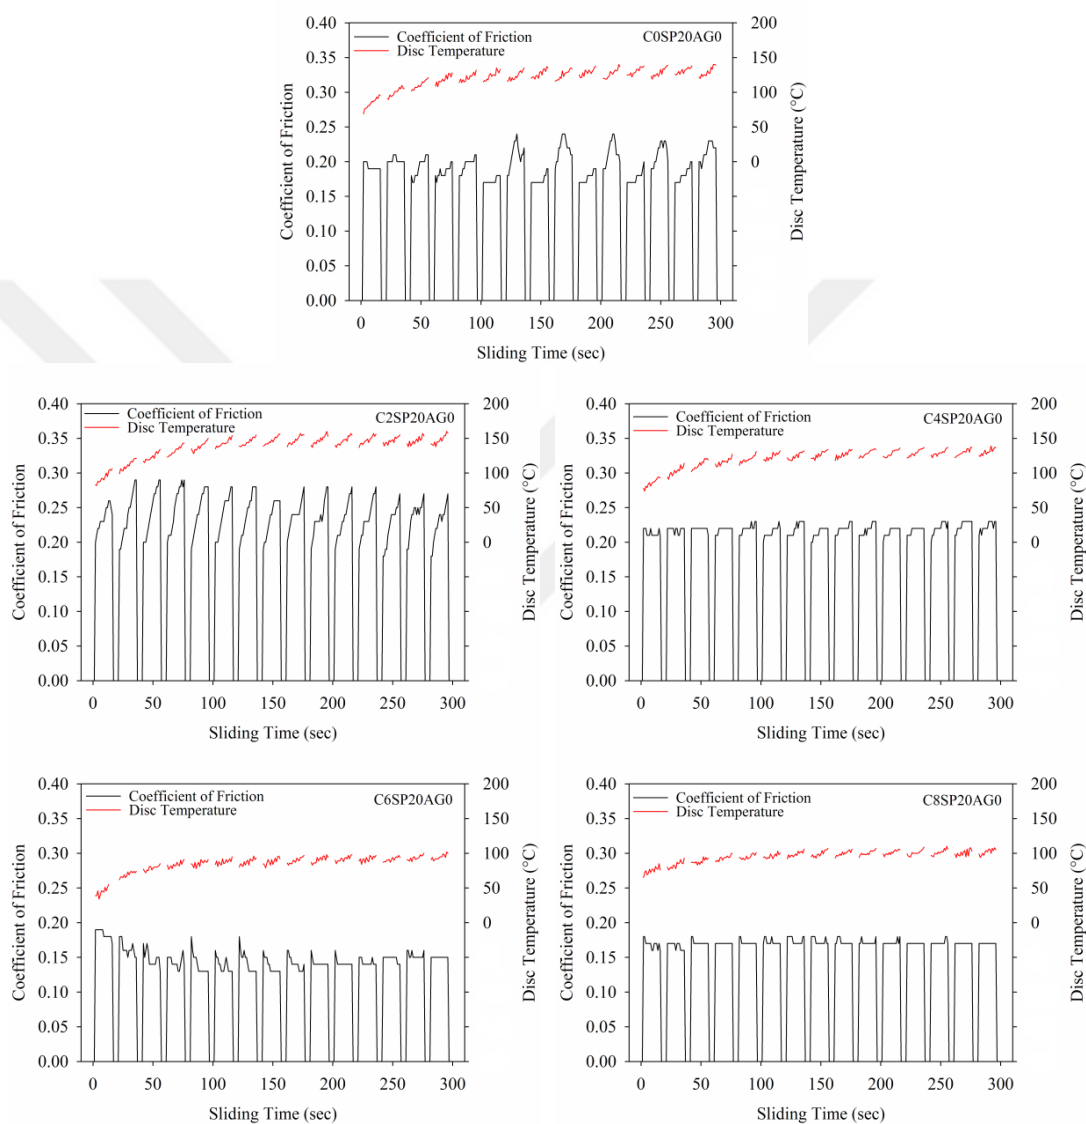 0.40 200
Coefficient of Friction C0SP20AG0
Disc Temperature
0.35 150
0.30 100
0.25 50
0.20 0
0.15
0.10
0.05
0.00
Coefficient of Friction
Disc Temperature (°C)
0 50 100 150 200 250 300
Sliding Time (sec)
0.40 200
Coefficient of Friction C2SP20AG0
Disc Temperature
0.35 150
0.30 100
0.25 50
0.20 0
0.15
0.10
0.05
0.00
Coefficient of Friction
Disc Temperature (°C)
0 50 100 150 200 250 300
Sliding Time (sec)
0.40 200
Coefficient of Friction C4SP20AG0
Disc Temperature
0.35 150
0.30 100
0.25 50
0.20 0
0.15
0.10
0.05
0.00
Coefficient of Friction
Disc Temperature (°C)
0 50 100 150 200 250 300
Sliding Time (sec)
0.40 200
Coefficient of Friction C6SP20AG0
Disc Temperature
0.35 150
0.30 100
0.25 50
0.20 0
0.15
0.10
0.05
0.00
Coefficient of Friction
Disc Temperature (°C)
0 50 100 150 200 250 300
Sliding Time (sec)
0.40 200
Coefficient of Friction C8SP20AG0
Disc Temperature
0.35 150
0.30 100
0.25 50
0.20 0
0.15
0.10
0.05
0.00
Coefficient of Friction
Disc Temperature (°C)
0 50 100 150 200 250 300
Sliding Time (sec)